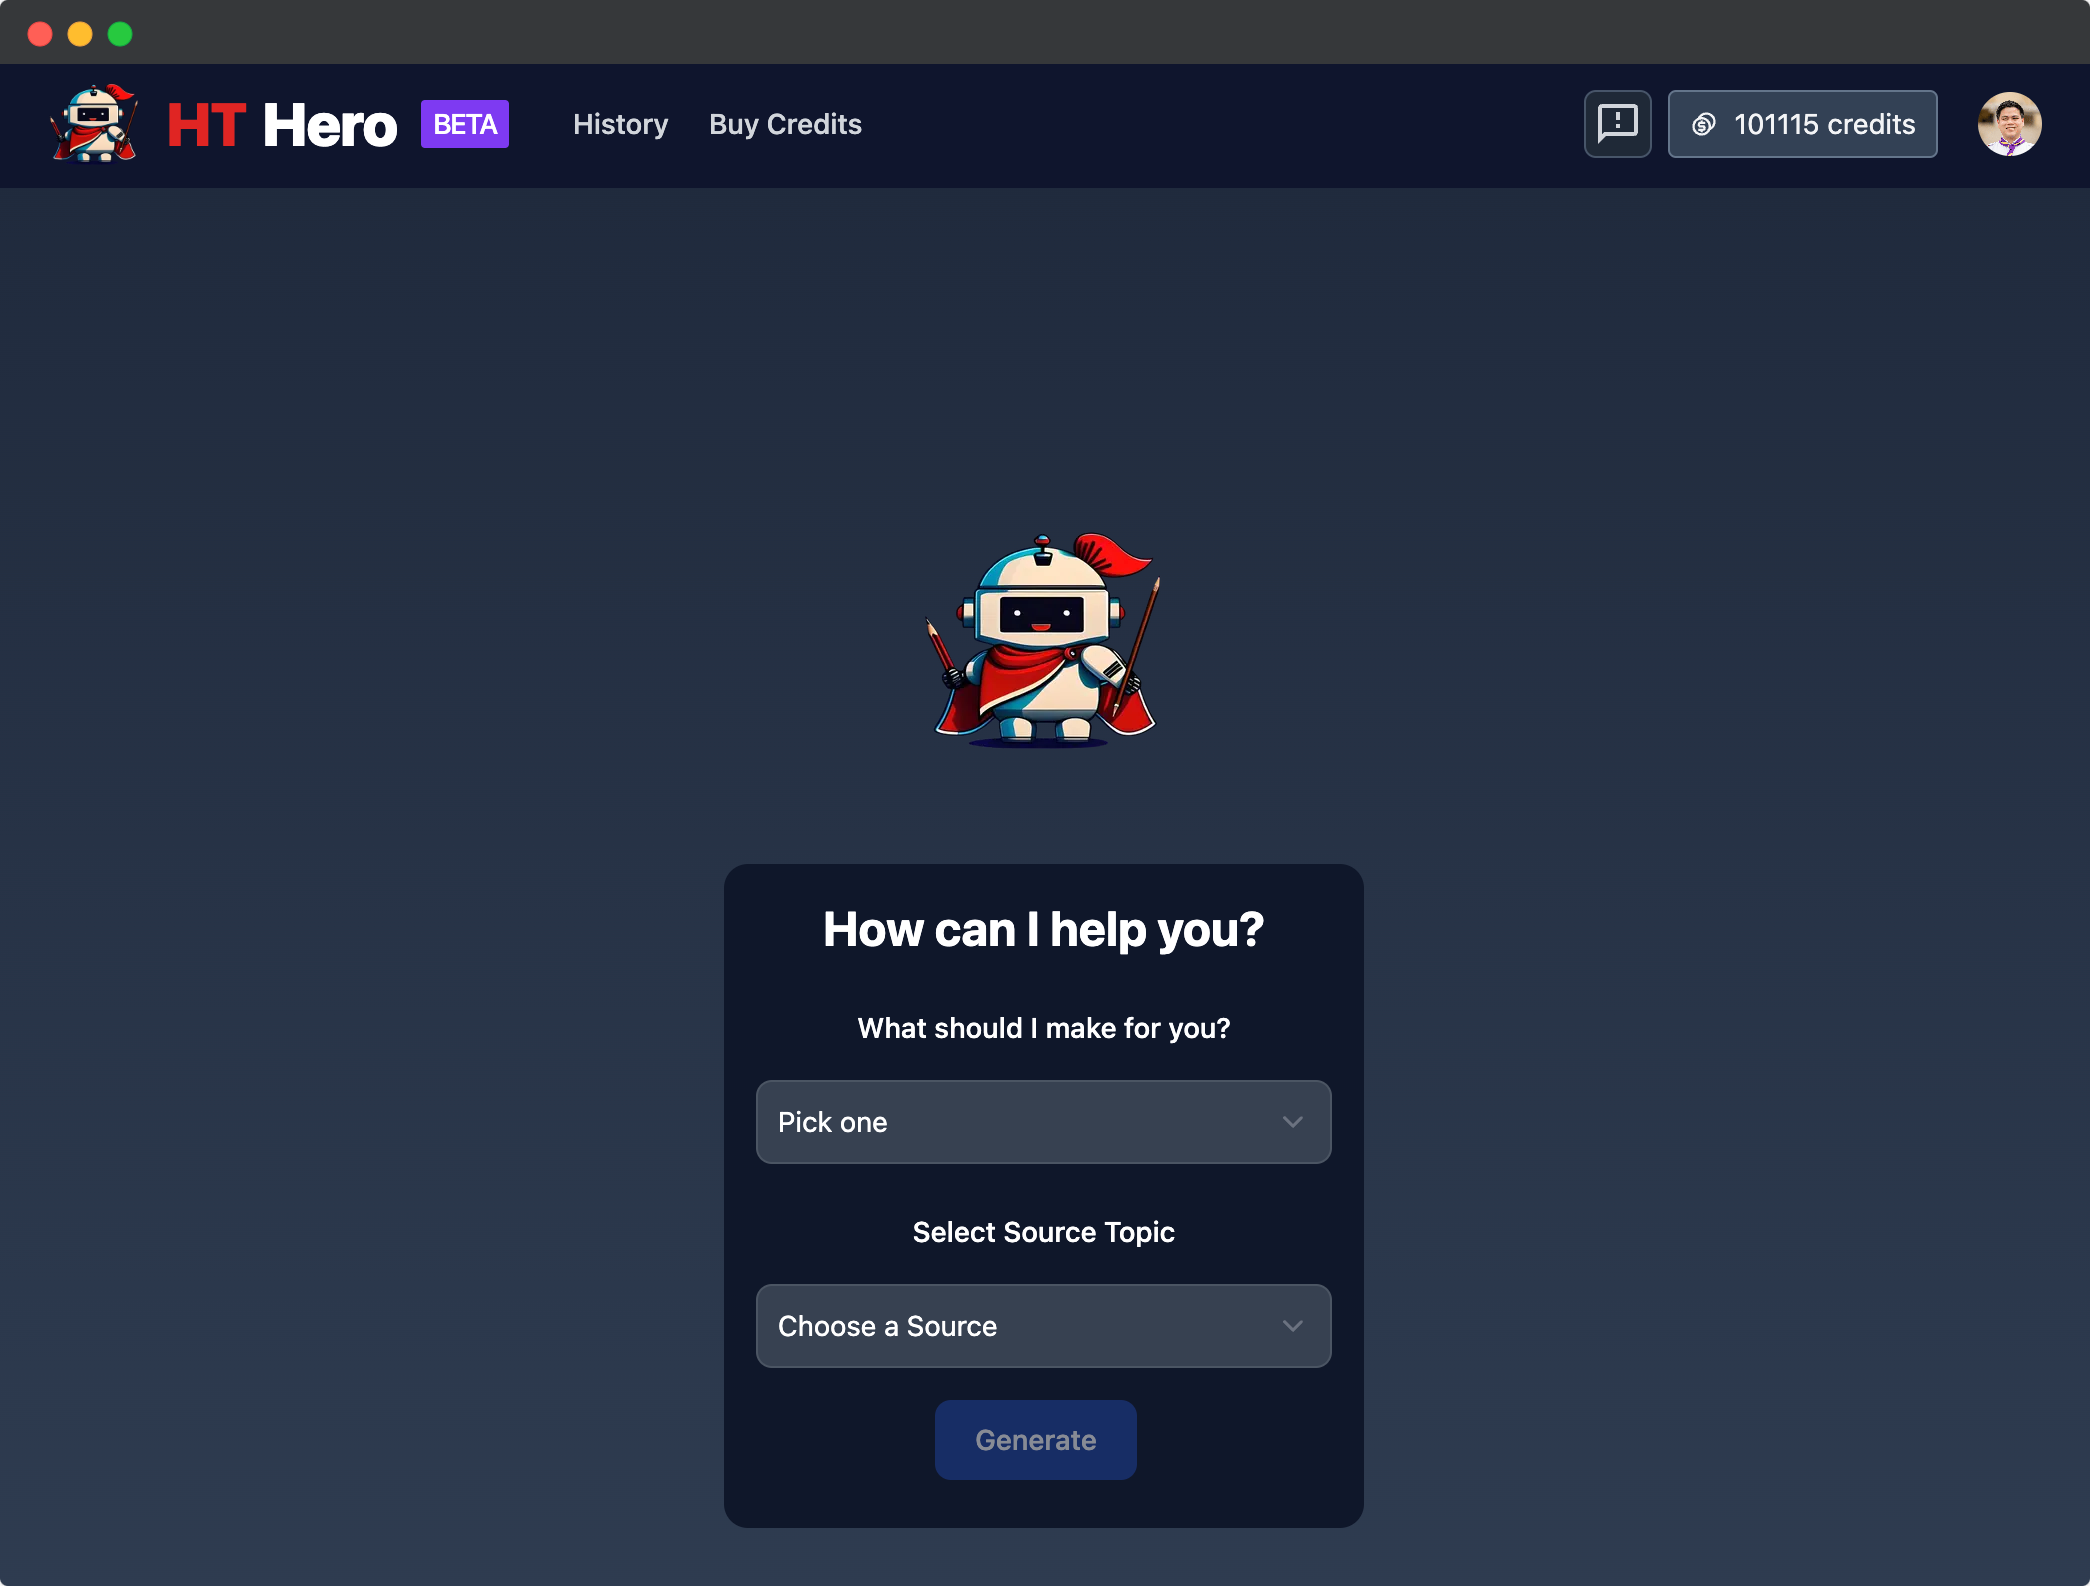 HT Hero BETA History Buy Credits 101115 credits
How can I help you?
What should I make for you?
Pick one
Select Source Topic
Choose a Source
Generate